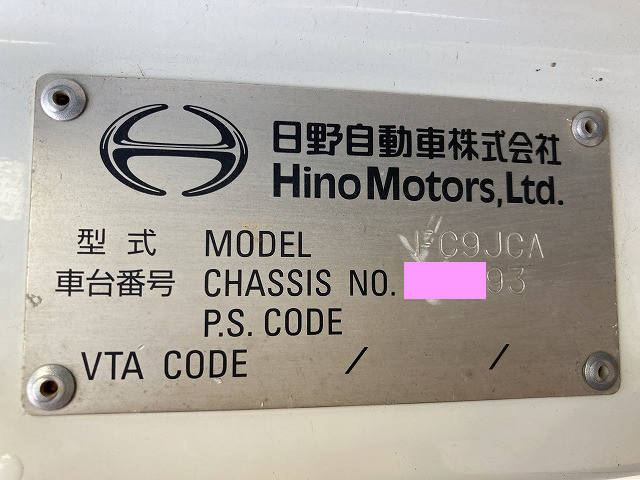 日野自動車株式会社
Hino Motors, Ltd.
型式 MODEL FC9JCA
車台番号 CHASSIS NO. 93
P.S. CODE
VTA CODE / /